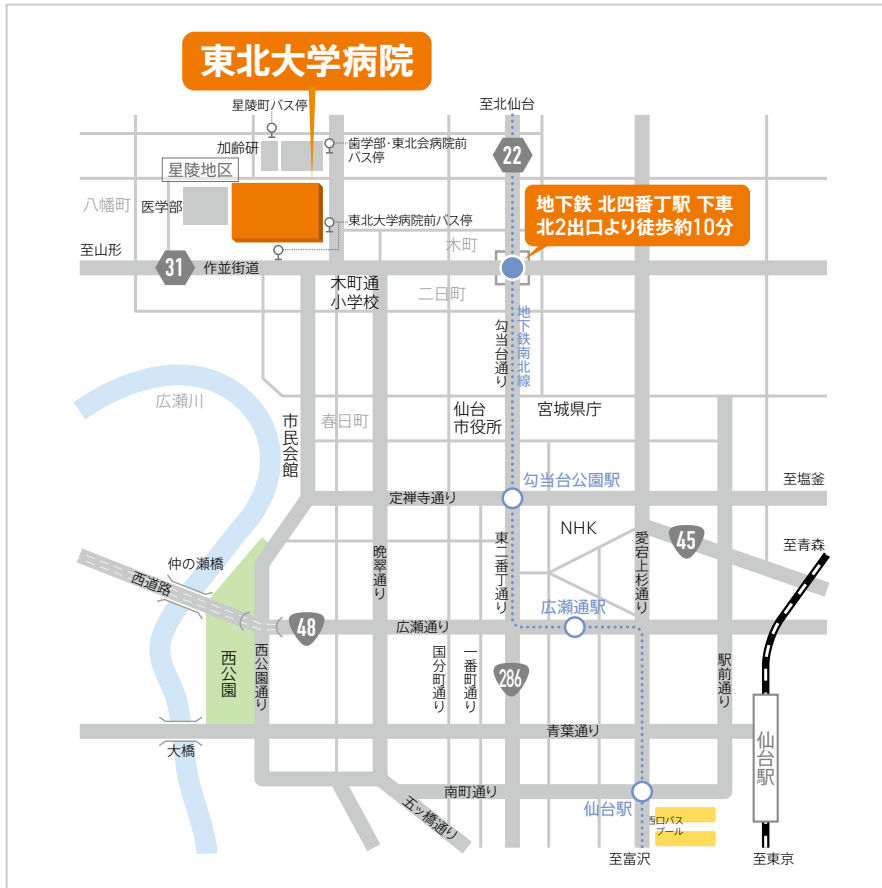 東北大学病院
星陵町バス停
至北仙台
加齢研
歯学部・東北会病院前
バス停
22
星陵地区
八幡町
医学部
地下鉄 北四番丁駅 下車
北2出口より徒歩約10分
東北大学病院前バス停
木町
至山形
31
作並街道
木町通
小学校
二日町
地下鉄南北線
勾当台通り
広瀬川
市民会館
春日町
仙台
市役所
宮城県庁
勾当台公園駅
至塩釜
定禅寺通り
NHK
45
至青森
仲の瀬橋
西道路
晩翠通り
東二番丁通り
愛宕上杉通り
広瀬通駅
48
広瀬通り
西公園
西公園通り
国分町通り
一番町通り
286
駅前通り
青葉通り
大橋
仙台駅
南町通り
五ッ橋通り
仙台駅
西口バス
プール
至富沢
至東京